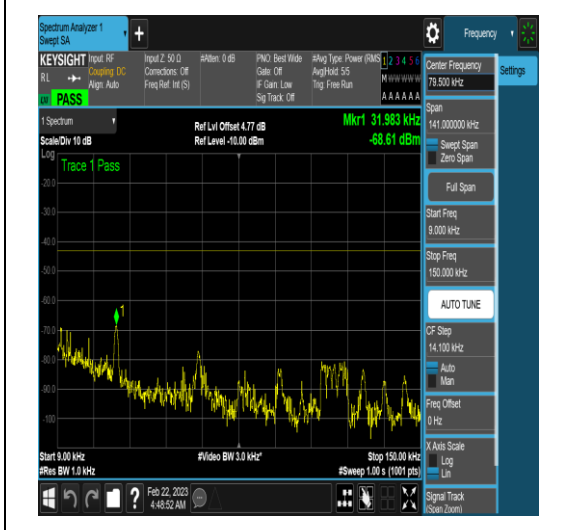 Spectrum Analyzer 1
Swept SA
+
Frequency
KEYSIGHT
RL
PASS
Input: RF
Coupling: DC
Align: Auto
Input Z: 50 Ω
Corrections: Off
Freq Ref: Int (S)
#Atten: 0 dB
PNO: Best Wide
Gate: Off
IF Gain: Low
Sig Track: Off
#Avg Type: Power (RMS
Avg|Hold: 5/5
Trig: Free Run
1 2 3 4 5 6
M W W W W W
A A A A A A
1 Spectrum
Scale/Div 10 dB
Log
Ref Lvl Offset 4.77 dB
Ref Level -10.00 dBm
Mkr1 31.983 kHz
-68.61 dBm
Trace 1 Pass
1
-20.0
-30.0
-40.0
-50.0
-60.0
-70.0
-80.0
-90.0
-100
Start 9.00 kHz
#Res BW 1.0 kHz
#Video BW 3.0 kHz*
Stop 150.00 kHz
#Sweep 1.00 s (1001 pts)
?
Feb 22, 2023
4:48:52 AM
Center Frequency
79.500 kHz
Settings
Span
141.000000 kHz
Swept Span
Zero Span
Full Span
Start Freq
9.000 kHz
Stop Freq
150.000 kHz
AUTO TUNE
CF Step
14.100 kHz
Auto
Man
Freq Offset
0 Hz
X Axis Scale
Log
Lin
Signal Track
(Span Zoom)